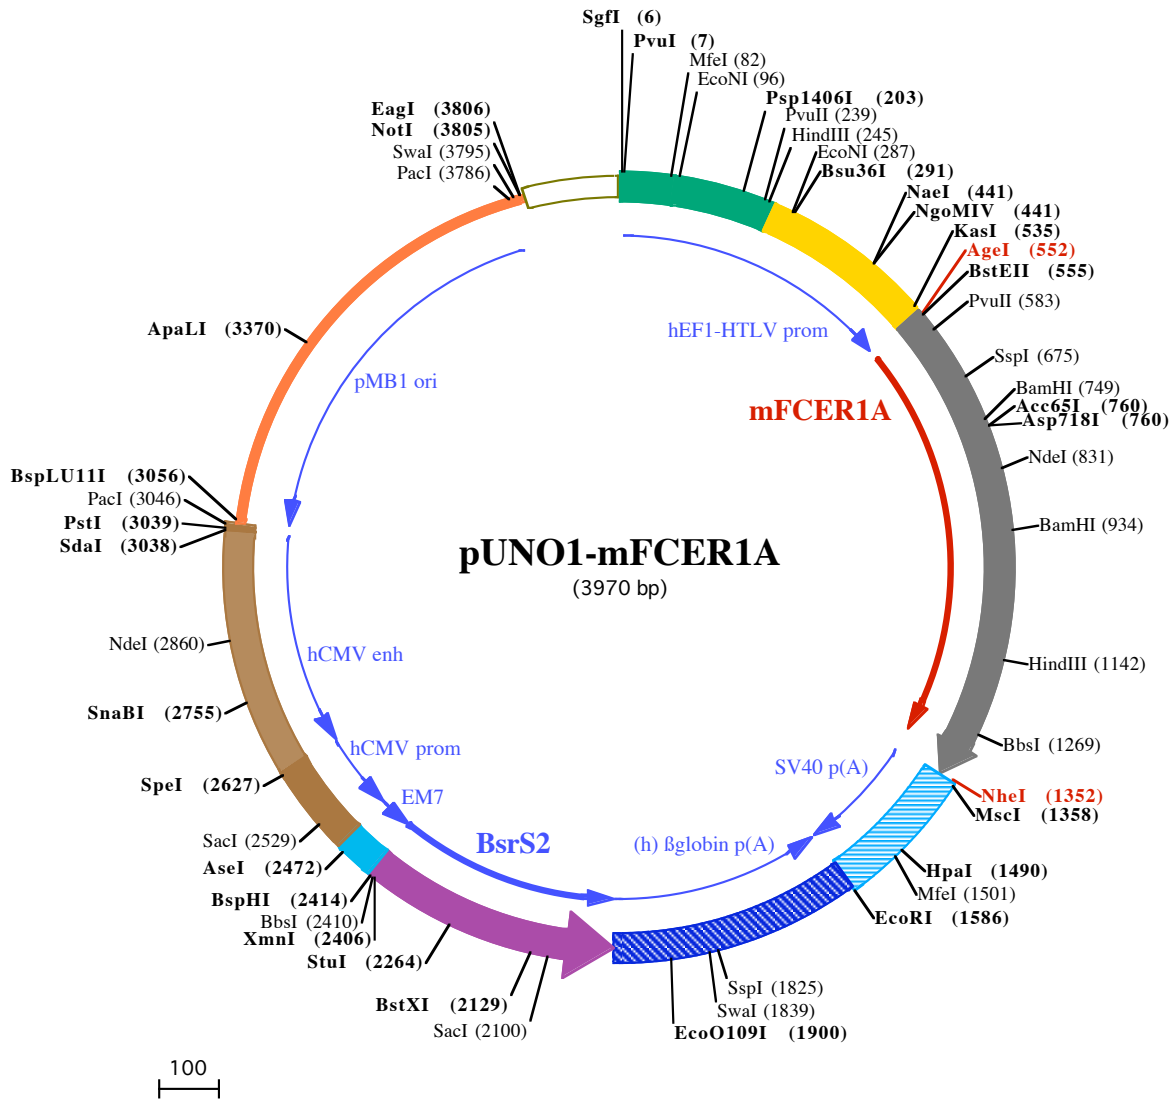 SgfI (6)
PvuI (7)
MfeI (82)
EcoNI (96)
Psp1406I (203)
PvuII (239)
HindIII (245)
EcoNI (287)
Bsu36I (291)
NaeI (441)
NgoMIV (441)
KasI (535)
AgeI (552)
BstEII (555)
PvuII (583)
SspI (675)
BamHI (749)
Acc65I (760)
Asp718I (760)
NdeI (831)
BamHI (934)
HindIII (1142)
BbsI (1269)
NheI (1352)
MscI (1358)
HpaI (1490)
MfeI (1501)
EcoRI (1586)
SspI (1825)
SwaI (1839)
EcoO109I (1900)
SacI (2100)
BstXI (2129)
StuI (2264)
XmnI (2406)
BbsI (2410)
BspHI (2414)
AseI (2472)
SacI (2529)
SpeI (2627)
SnaBI (2755)
NdeI (2860)
SdaI (3038)
PstI (3039)
PacI (3046)
BspLU11I (3056)
ApaLI (3370)
PacI (3786)
SwaI (3795)
NotI (3805)
EagI (3806)
hEF1-HTLV prom
mFCER1A
SV40 p(A)
(h) ßglobin p(A)
BsrS2
EM7
hCMV prom
hCMV enh
pMB1 ori
pUNO1-mFCER1A
(3970 bp)
100